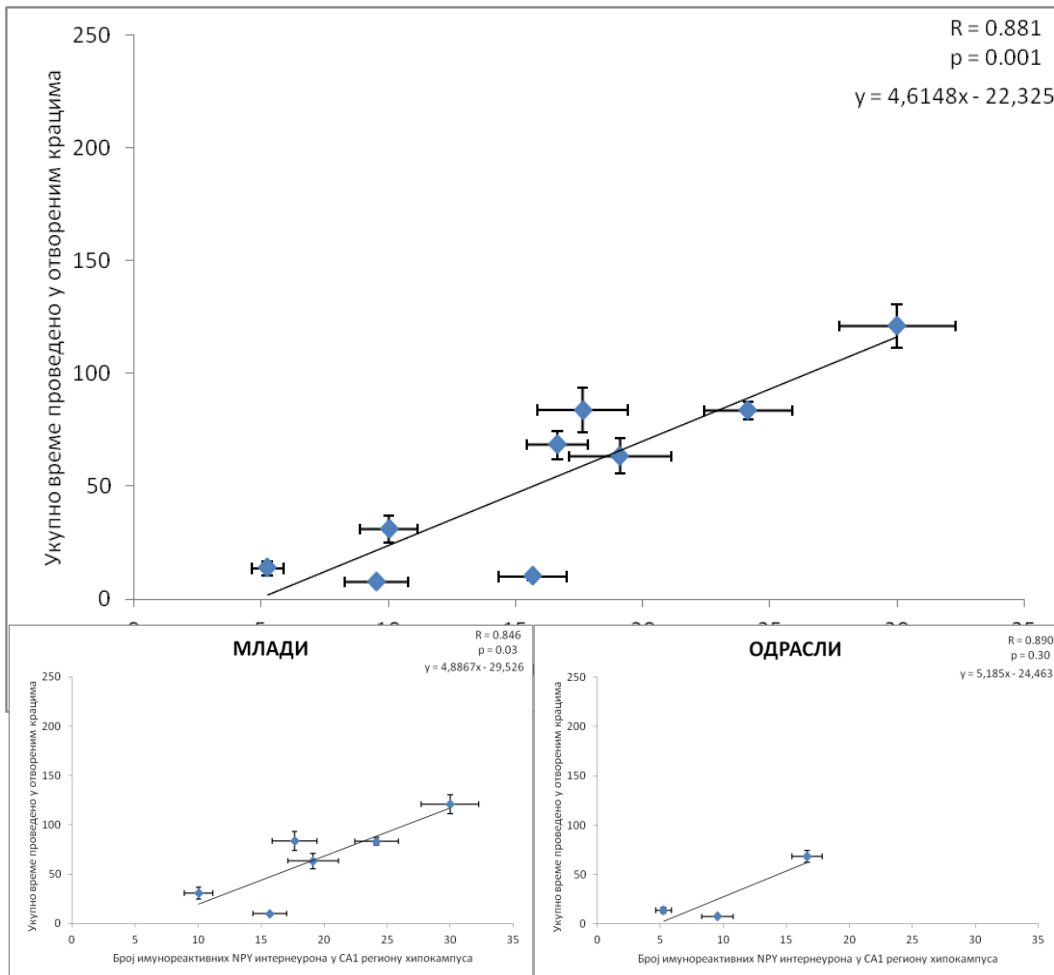 R = 0.881
p = 0.001
y = 4,6148x - 22,325
Укупно време проведено у отвореним крацима
250
200
150
100
50
0
МЛАДИ
R = 0.846
p = 0.03
y = 4,8867x - 29,526
Укупно време проведено у отвореним крацима
250
200
150
100
50
0
0 5 10 15 20 25 30 35
Број имунореактивних NPY интернеурона у CA1 региону хипокампуса
ОДРАСЛИ
R = 0.890
p = 0.30
y = 5,185x - 24,463
Укупно време проведено у отвореним крацима
250
200
150
100
50
0
0 5 10 15 20 25 30 35
Број имунореактивних NPY интернеурона у CA1 региону хипокампуса